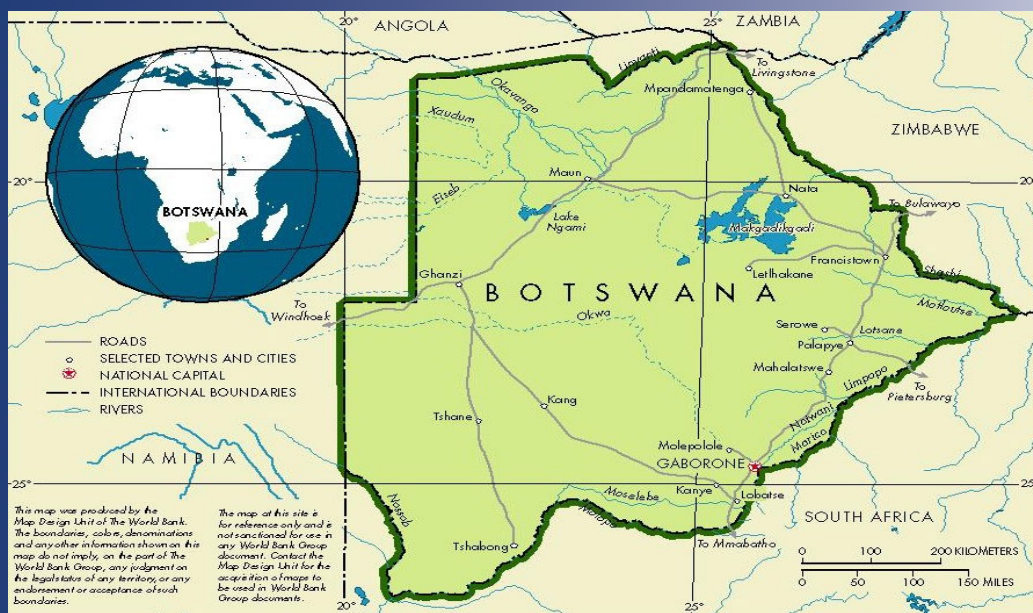 20°
ANGOLA
25°
ZAMBIA
Linyanti
To
Livingstone
Okavango
Mpandamatenga
Xaudum
ZIMBABWE
20°
Maun
20°
Eiseb
Nata
To Bulawayo
BOTSWANA
Lake
Ngami
Makgadikgadi
Francistown
Shashi
Ghanzi
Letlhakane
BOTSWANA
Motloutse
To
Windhoek
Okwa
Serowe
Lotsane
ROADS
Palapye
SELECTED TOWNS AND CITIES
Mahalatswe
Limpopo
To
Pietersburg
NATIONAL CAPITAL
INTERNATIONAL BOUNDARIES
Kang
Notwani
RIVERS
Tshane
Marico
NAMIBIA
Molepolole
GABORONE
25°
Kanye
25°
Nossob
Moselebe
Lobatse
SOUTH AFRICA
This map was produced by the
Map Design Unit of The World Bank.
The boundaries, colors, denominations
and any other information shown on this
map do not imply, on the part of The
World Bank Group, any judgment on
the legal status of any territory, or any
endorsement or acceptance of such
boundaries.
The map at this site is
for reference only and is
not sanctioned for use in
any World Bank Group
document. Contact the
Map Design Unit for the
acquisition of maps to
be used in World Bank
Group documents.
To Mmabatho
Tshabong
0 100 200 KILOMETERS
0 50 100 150 MILES
20°
25°